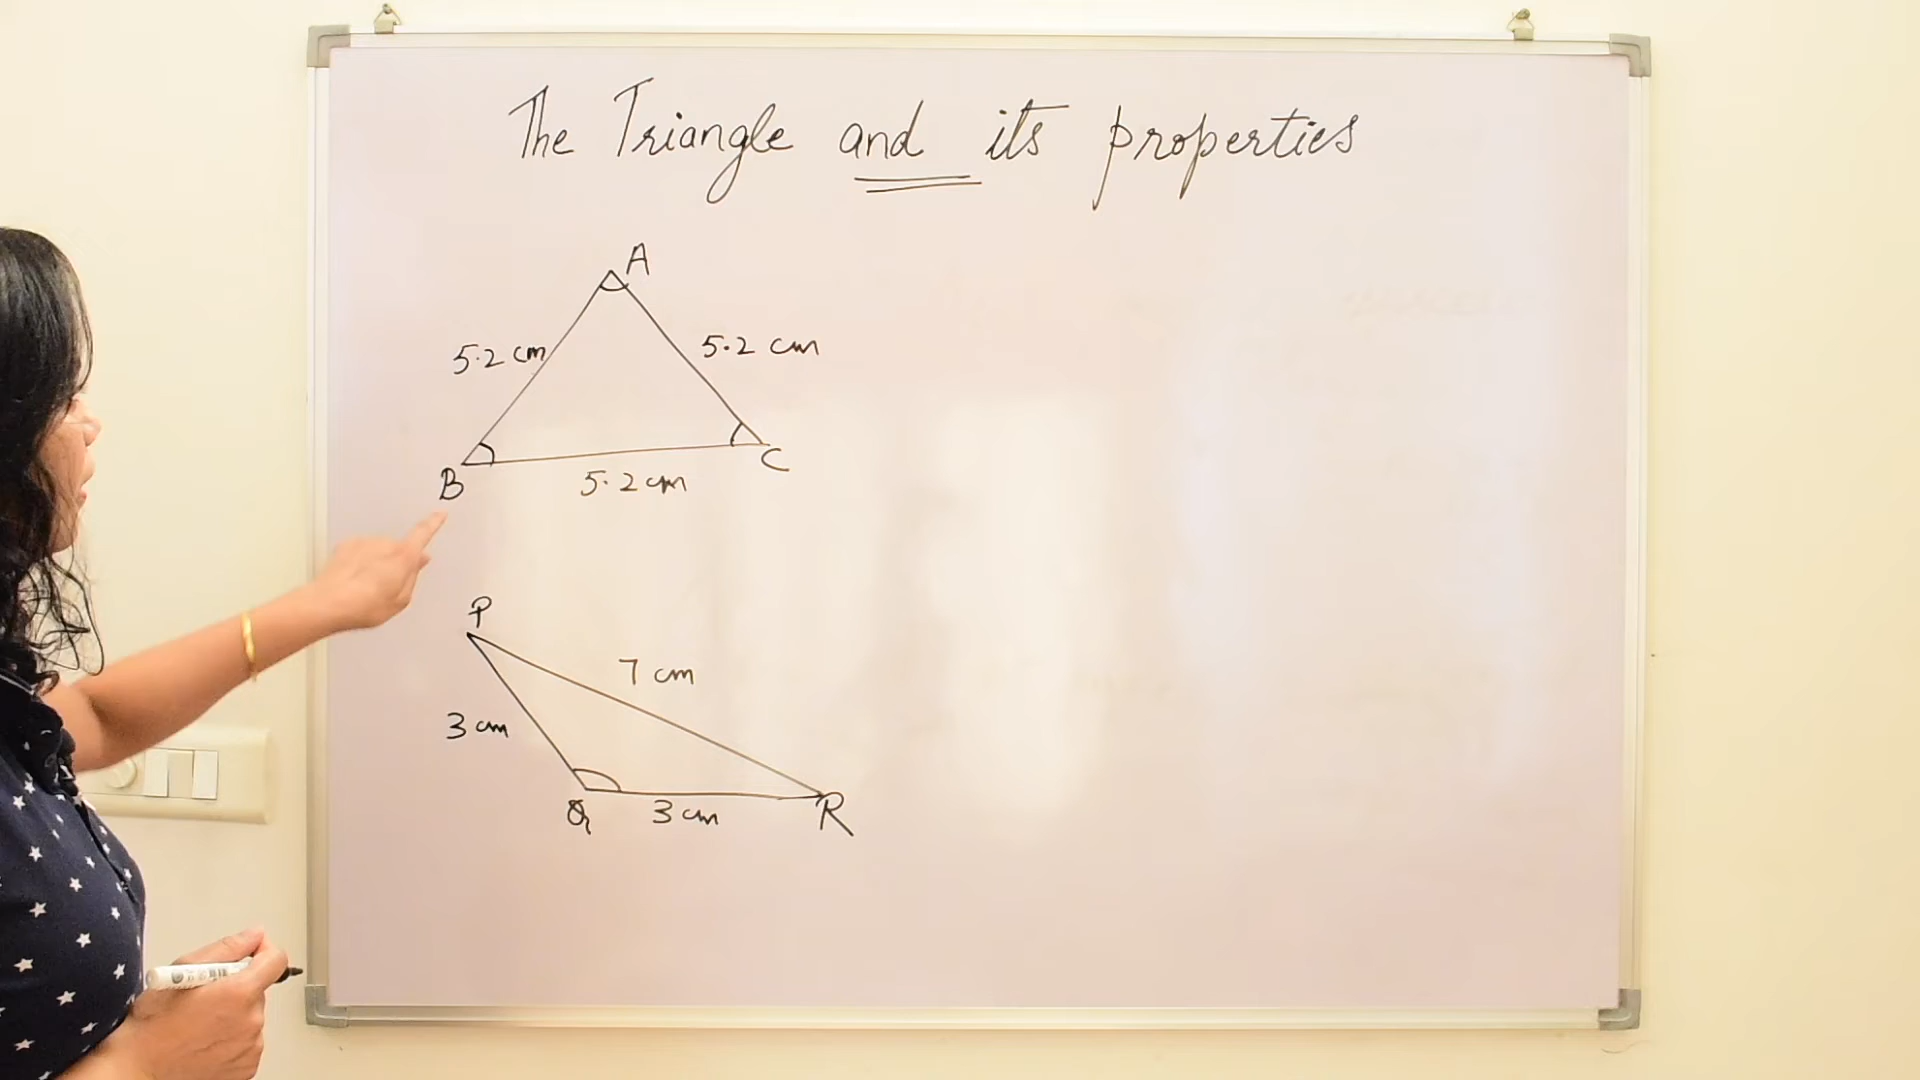 The Triangle and its properties
A
5.2 cm
5.2 cm
B
5.2 cm
C
P
7 cm
3 cm
Q
3 cm
R